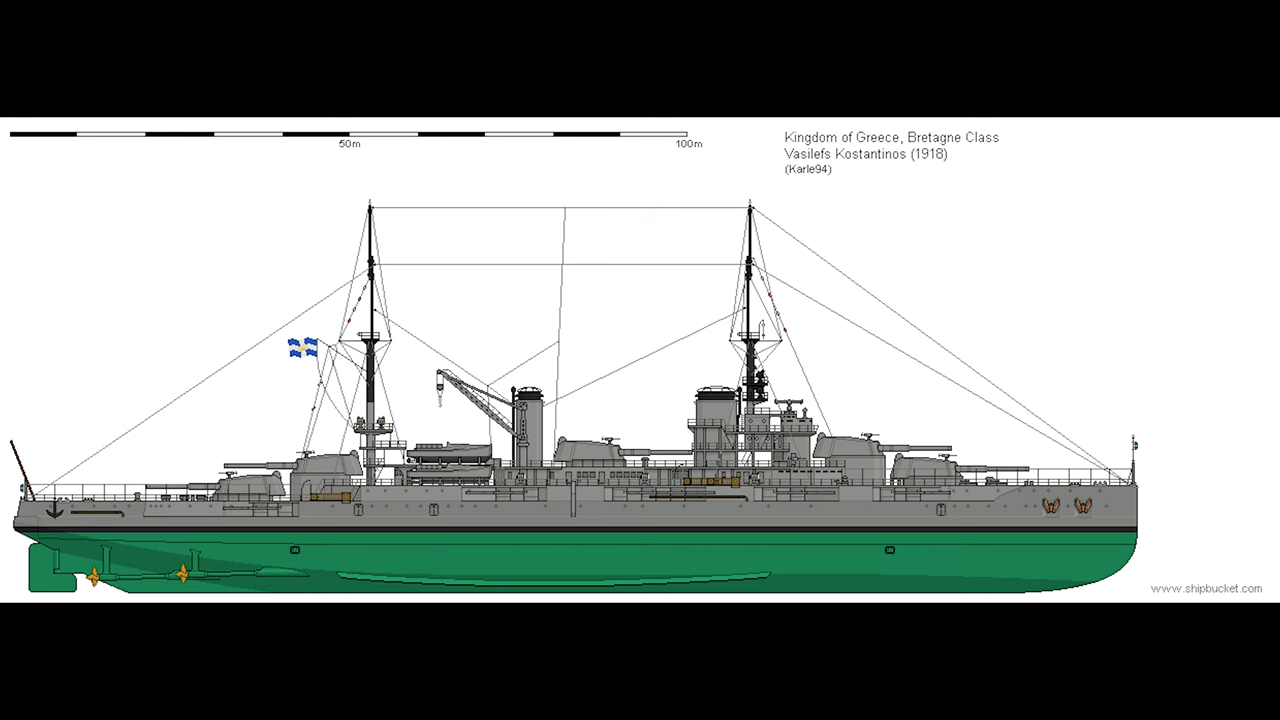 50m
100m
Kingdom of Greece, Bretagne Class
Vasilefs Kostantinos (1918)
(Karle94)
www.shipbucket.com